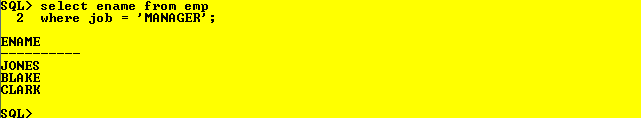 SQL> select ename from emp
  2  where job = 'MANAGER';
ENAME
----------
JONES
BLAKE
CLARK
SQL>